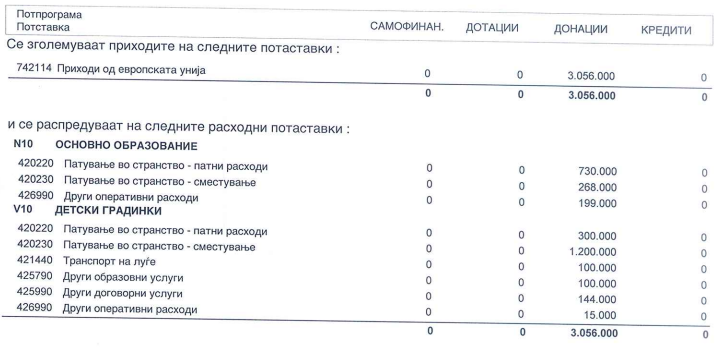 Потпрограма
Потставка САМОФИНАН. ДОТАЦИИ ДОНАЦИИ КРЕДИТИ
Се зголемуваат приходите на следните потаставки :
742114 Приходи од европската унија 0 0 3.056.000 0
0 0 3.056.000 0
и се распредуваат на следните расходни потаставки :
N10 ОСНОВНО ОБРАЗОВАНИЕ
420220 Патување во странство - патни расходи 0 0 730.000 0
420230 Патување во странство - сместување 0 0 268.000 0
426990 Други оперативни расходи 0 0 199.000 0
V10 ДЕТСКИ ГРАДИНКИ
420220 Патување во странство - патни расходи 0 0 300.000 0
420230 Патување во странство - сместување 0 0 1.200.000 0
421440 Транспорт на луѓе 0 0 100.000 0
425790 Други образовни услуги 0 0 100.000 0
425990 Други договорни услуги 0 0 144.000 0
426990 Други оперативни расходи 0 0 15.000 0
0 0 3.056.000 0